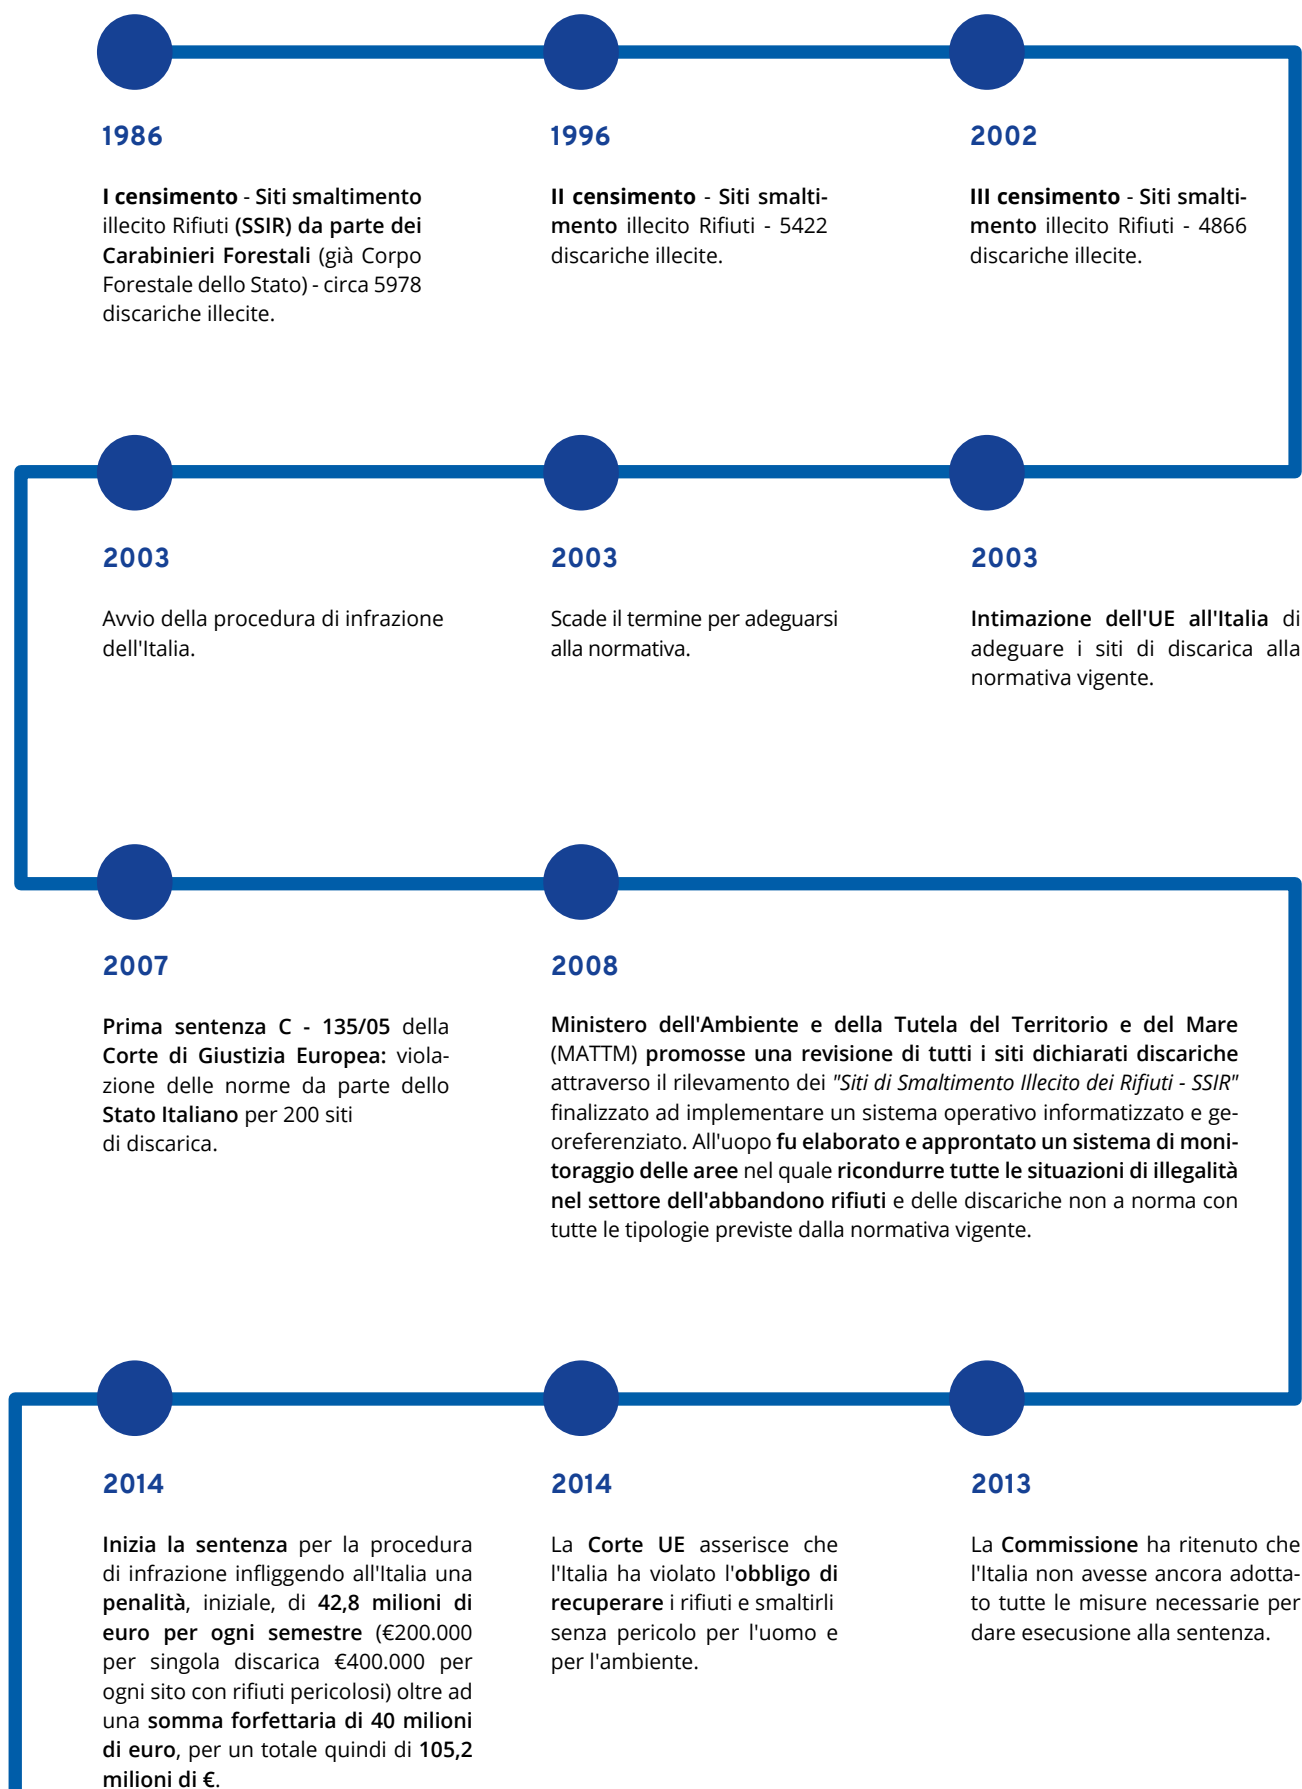 1986
I censimento - Siti smaltimento
illecito Rifiuti (SSIR) da parte dei
Carabinieri Forestali (già Corpo
Forestale dello Stato) - circa 5978
discariche illecite.
1996
II censimento - Siti smalti-
mento illecito Rifiuti - 5422
discariche illecite.
2002
III censimento - Siti smalti-
mento illecito Rifiuti - 4866
discariche illecite.
2003
Avvio della procedura di infrazione
dell'Italia.
2003
Scade il termine per adeguarsi
alla normativa.
2003
Intimazione dell'UE all'Italia di
adeguare i siti di discarica alla
normativa vigente.
2007
Prima sentenza C - 135/05 della
Corte di Giustizia Europea: viola-
zione delle norme da parte dello
Stato Italiano per 200 siti
di discarica.
2008
Ministero dell'Ambiente e della Tutela del Territorio e del Mare
(MATTM) promosse una revisione di tutti i siti dichiarati discariche
attraverso il rilevamento dei "Siti di Smaltimento Illecito dei Rifiuti - SSIR"
finalizzato ad implementare un sistema operativo informatizzato e ge-
oreferenziato. All'uopo fu elaborato e approntato un sistema di moni-
toraggio delle aree nel quale ricondurre tutte le situazioni di illegalità
nel settore dell'abbandono rifiuti e delle discariche non a norma con
tutte le tipologie previste dalla normativa vigente.
2014
Inizia la sentenza per la procedura
di infrazione infliggendo all'Italia una
penalità, iniziale, di 42,8 milioni di
euro per ogni semestre (€200.000
per singola discarica €400.000 per
ogni sito con rifiuti pericolosi) oltre ad
una somma forfettaria di 40 milioni
di euro, per un totale quindi di 105,2
milioni di €.
2014
La Corte UE asserisce che
l'Italia ha violato l'obbligo di
recuperare i rifiuti e smaltirli
senza pericolo per l'uomo e
per l'ambiente.
2013
La Commissione ha ritenuto che
l'Italia non avesse ancora adotta-
to tutte le misure necessarie per
dare esecusione alla sentenza.